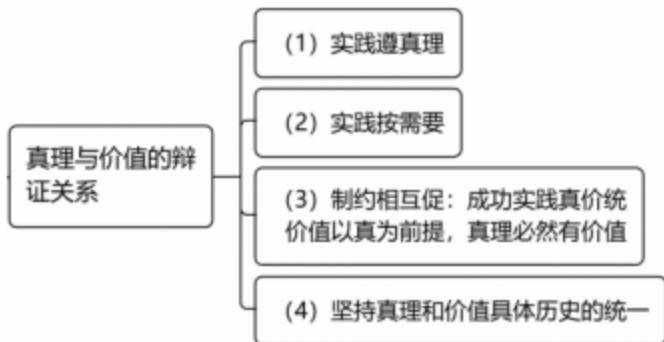 真理与价值的辩
证关系
（1）实践遵真理
（2）实践按需要
（3）制约相互促：成功实践真价统
价值以真为前提，真理必然有价值
（4）坚持真理和价值具体历史的统一